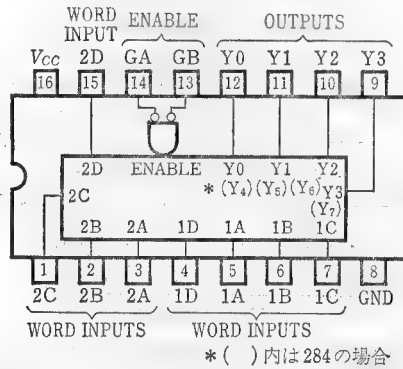 WORD INPUT ENABLE OUTPUTS
VCC 2D GA GB Y0 Y1 Y2 Y3
16 15 14 13 12 11 10 9
2D ENABLE Y0 Y1 Y2
2C *(Y4)(Y5)(Y6) Y3
(Y7)
2B 2A 1D 1A 1B 1C
1 2 3 4 5 6 7 8
2C 2B 2A 1D 1A 1B 1C GND
WORD INPUTS WORD INPUTS
*( )内は284の場合